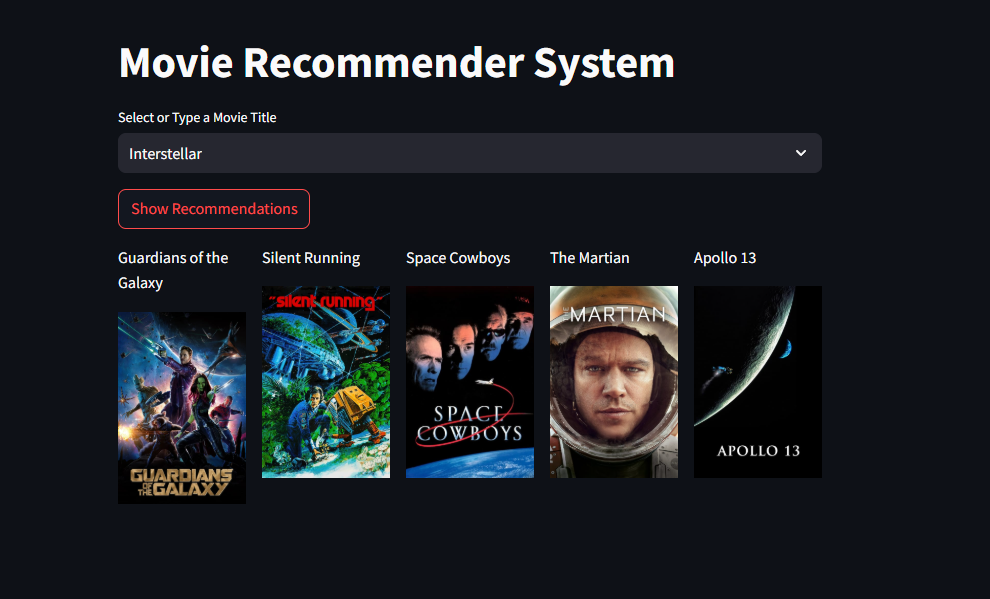 Movie Recommender System
Select or Type a Movie Title
Interstellar
Show Recommendations
Guardians of the
Galaxy
Silent Running
Space Cowboys
The Martian
Apollo 13
GUARDIANS
OF THE GALAXY
"silent running"
SPACE
COWBOYS
THE MARTIAN
APOLLO 13